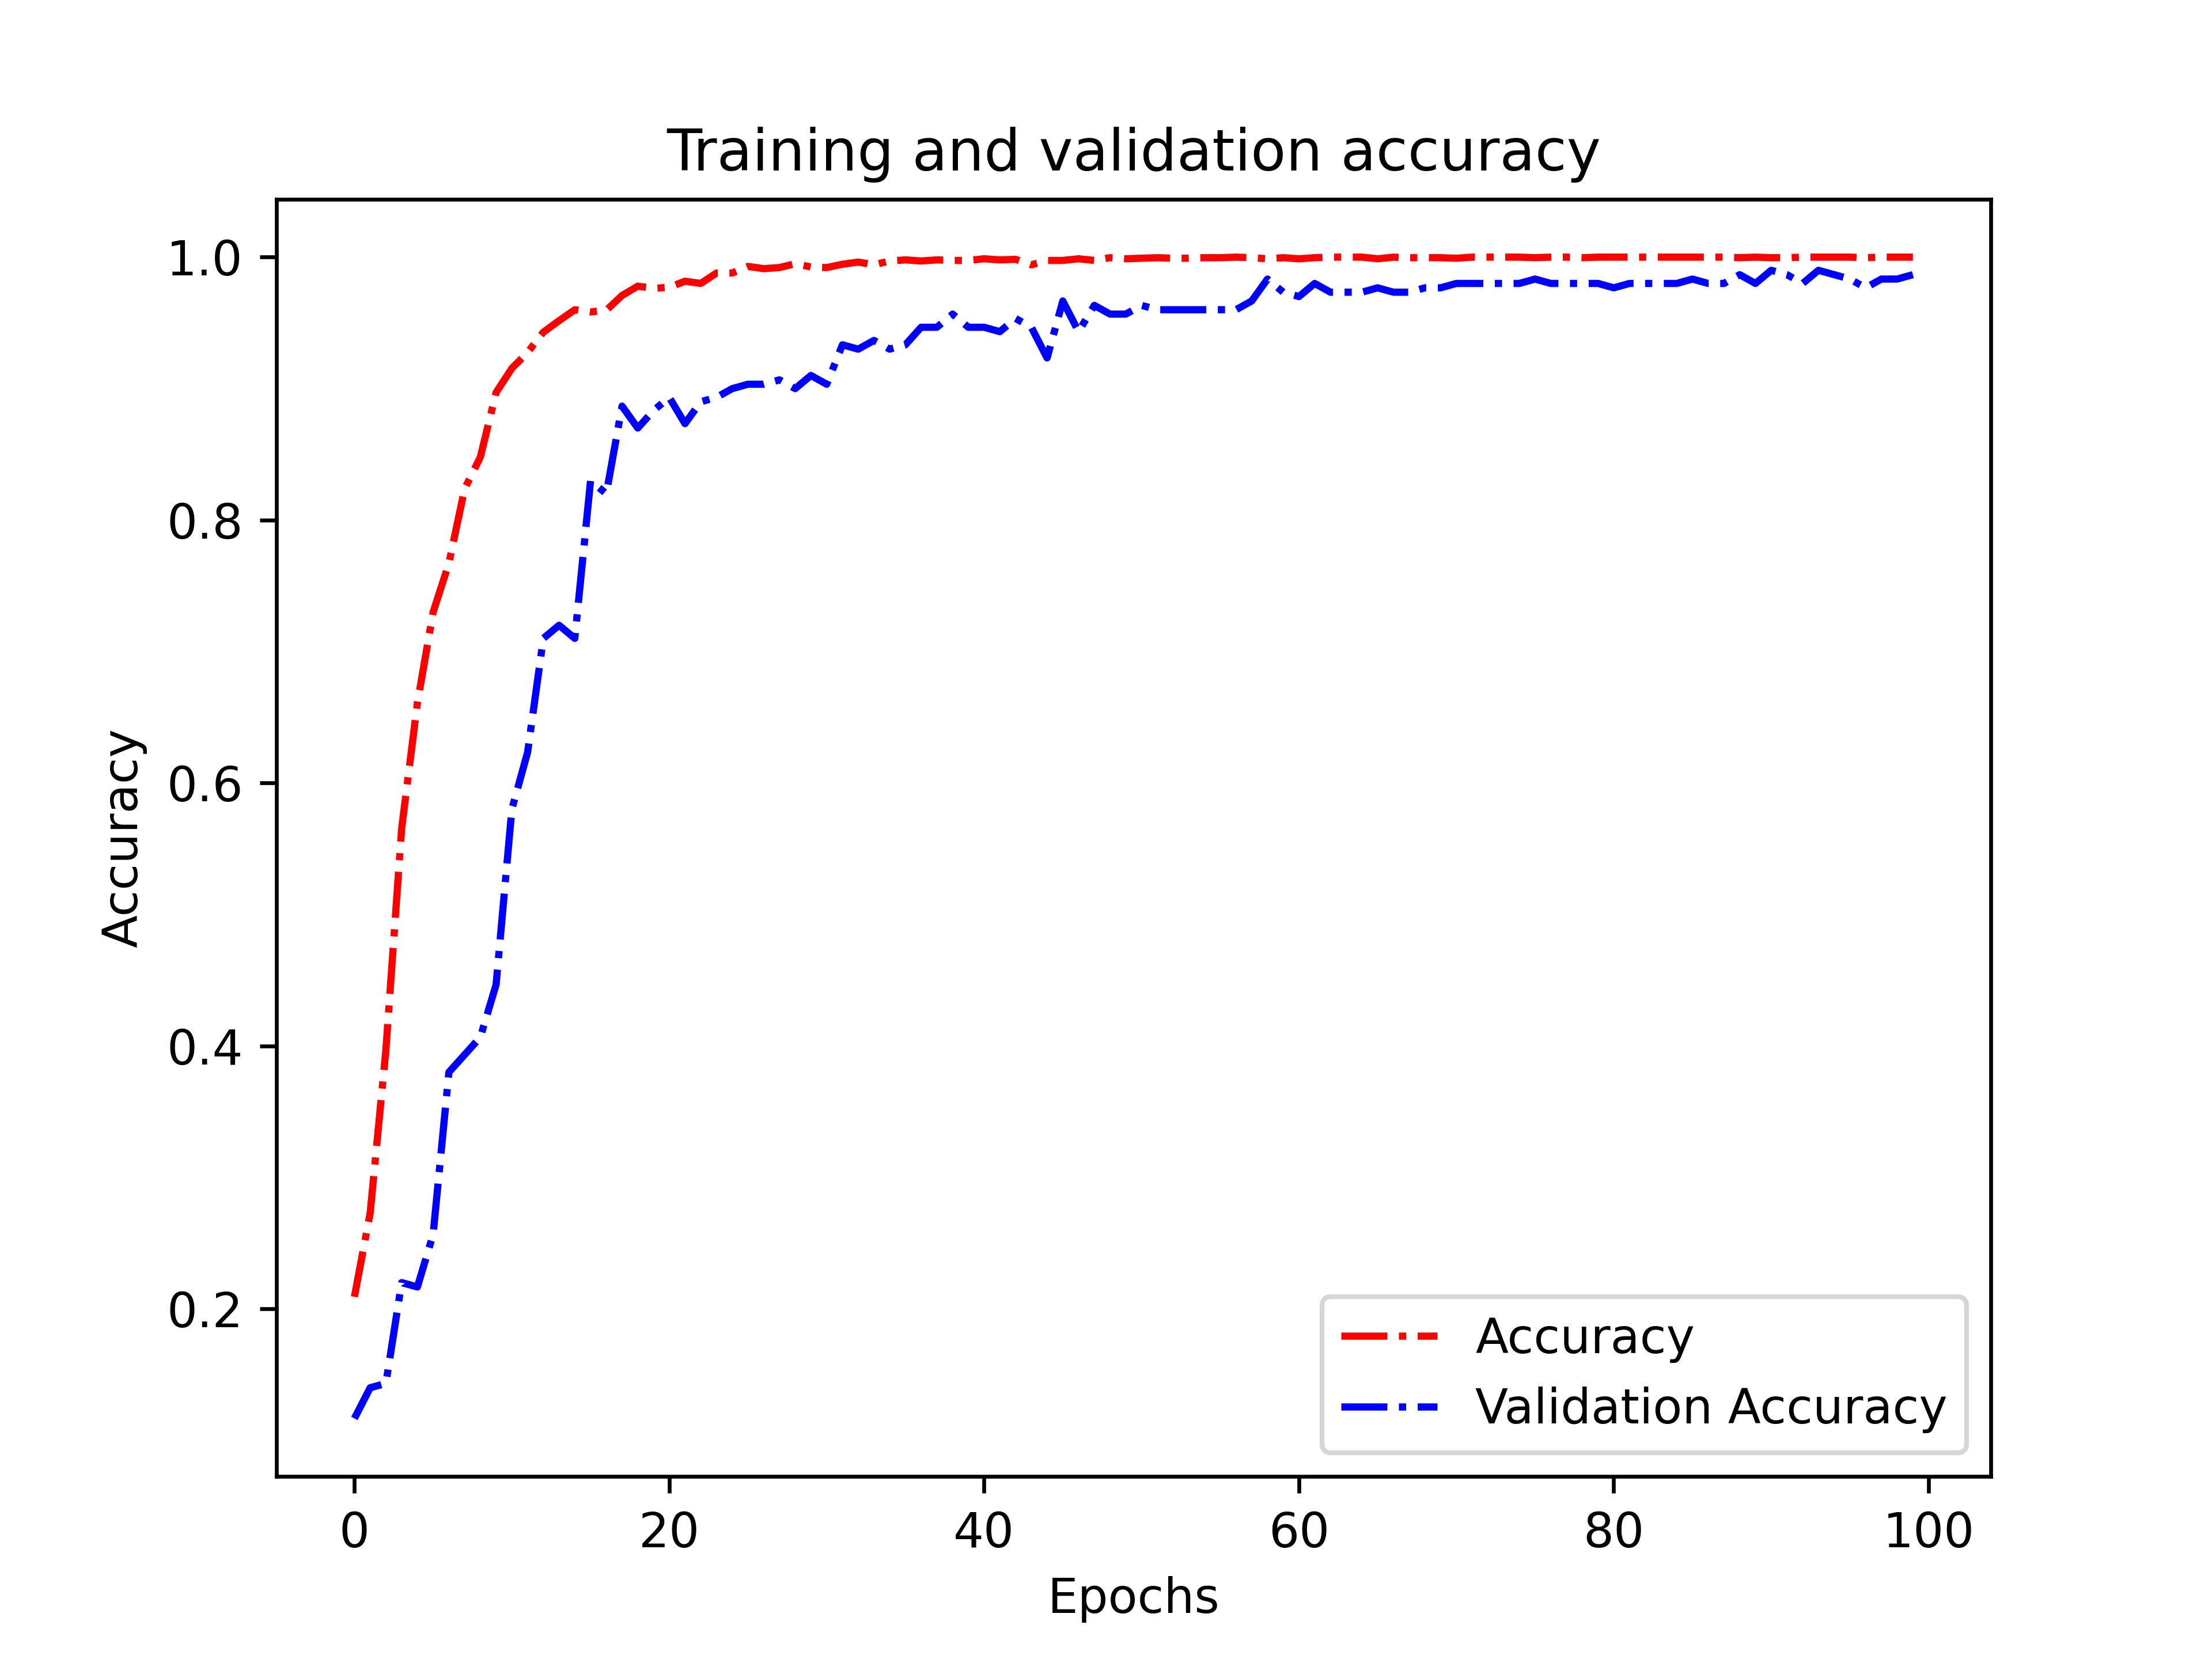 Training and validation accuracy
1.0
0.8
0.6
0.4
0.2
Accuracy
Accuracy
Validation Accuracy
0 20 40 60 80 100
Epochs